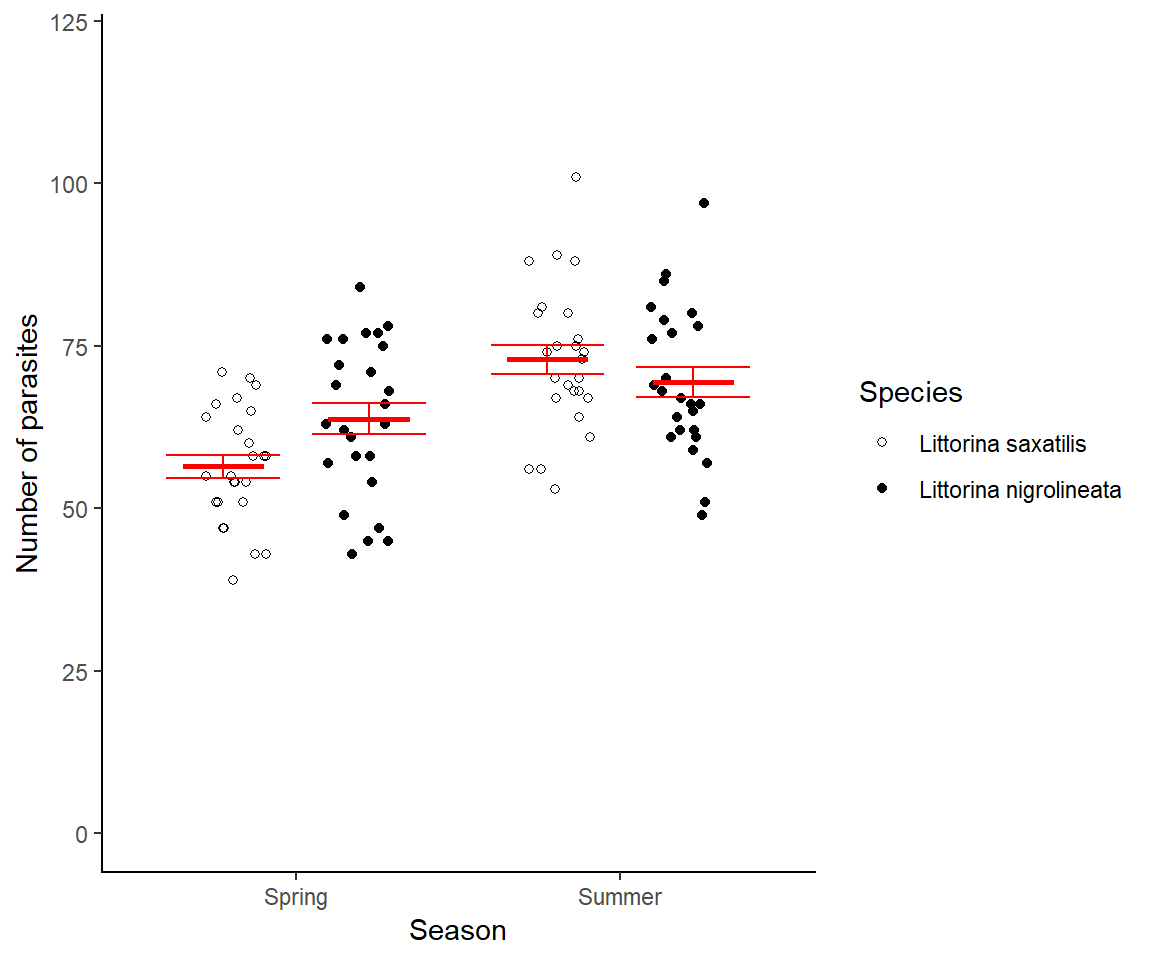 125
100
75
50
25
0
Number of parasites
Spring
Summer
Season
Species
Littorina saxatilis
Littorina nigrolineata